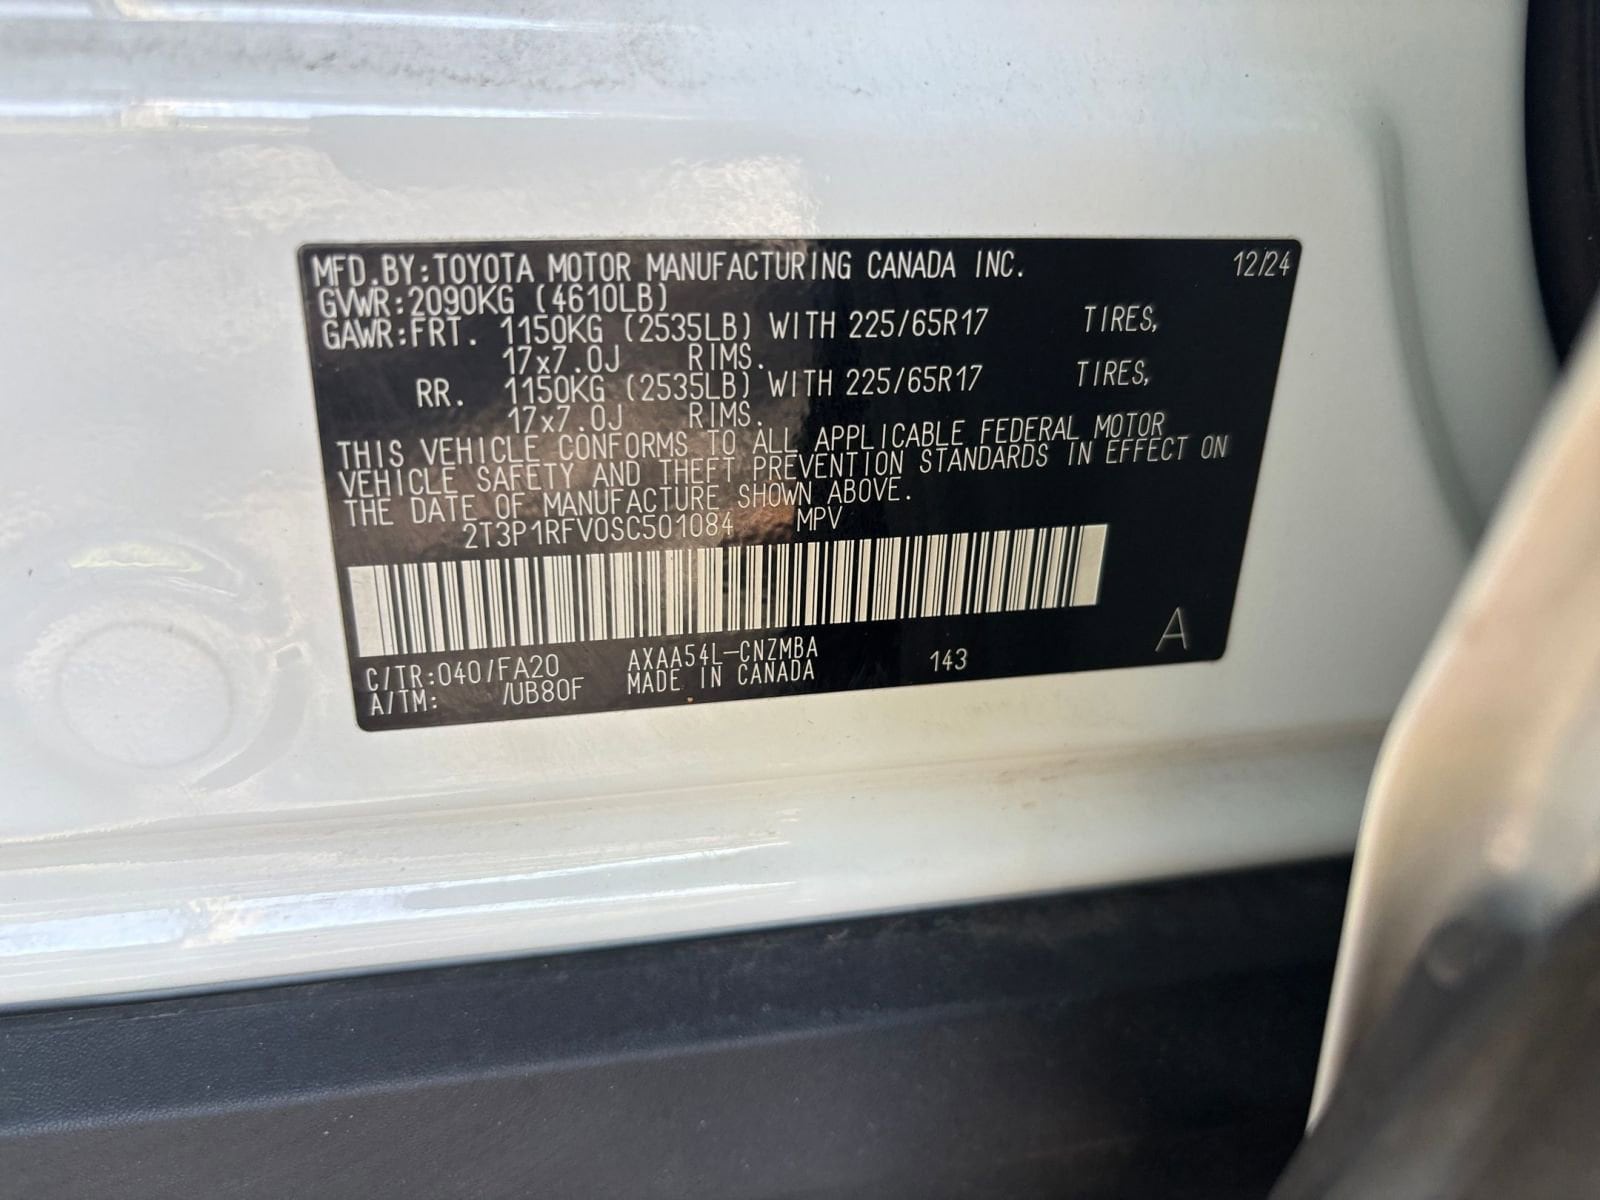 MFD.BY:TOYOTA MOTOR MANUFACTURING CANADA INC. 12/24
GVWR:2090KG (4610LB)
GAWR:FRT. 1150KG (2535LB) WITH 225/65R17 TIRES,
17x7.0J RIMS.
RR. 1150KG (2535LB) WITH 225/65R17 TIRES,
17x7.0J RIMS.
THIS VEHICLE CONFORMS TO ALL APPLICABLE FEDERAL MOTOR
VEHICLE SAFETY AND THEFT PREVENTION STANDARDS IN EFFECT ON
THE DATE OF MANUFACTURE SHOWN ABOVE.
2T3P1RFV0SC501084 MPV
C/TR:040/FA20 AXAA54L-CNZMBA 143 A
A/TM: /UB80F MADE IN CANADA